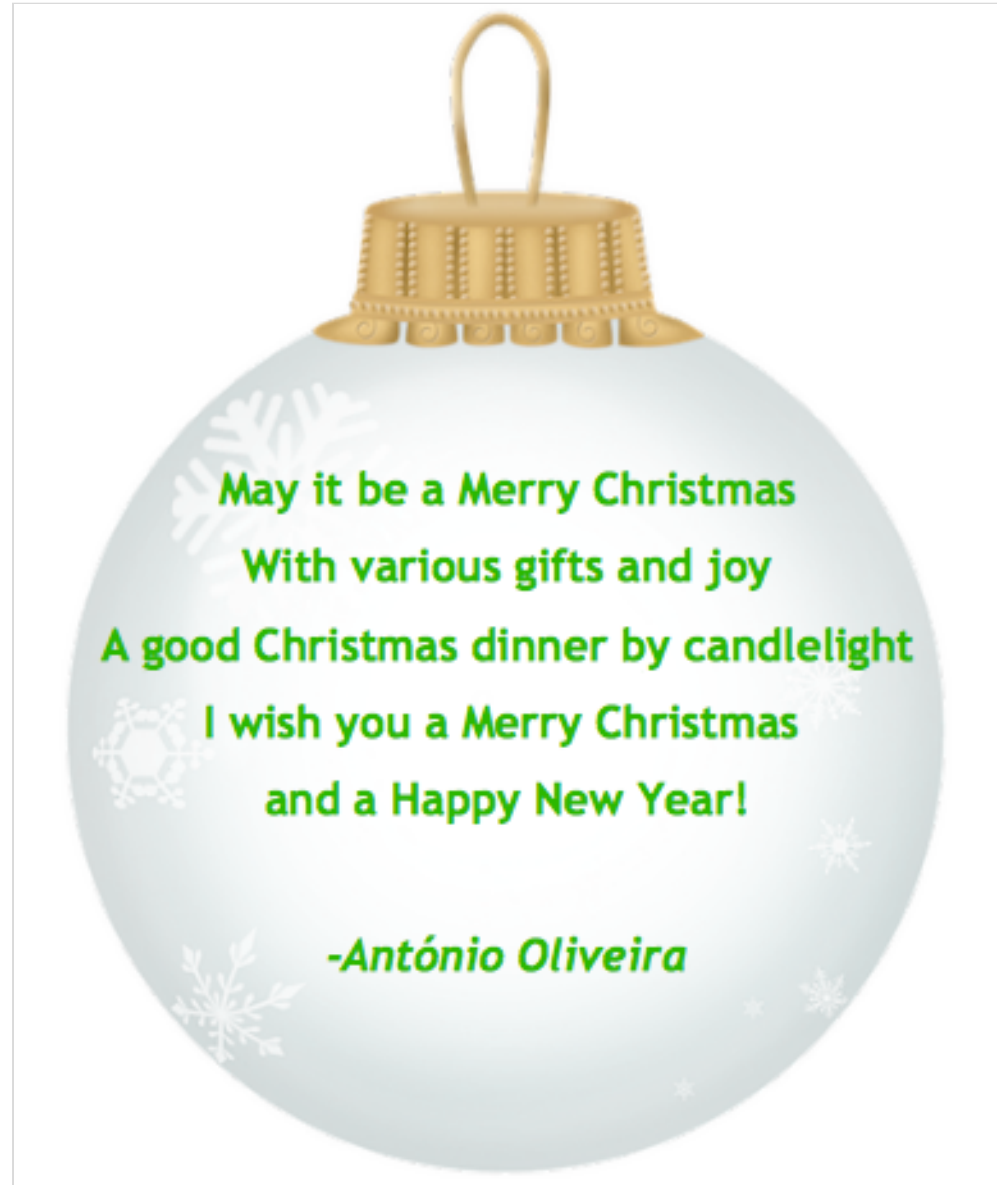 May it be a Merry Christmas
With various gifts and joy
A good Christmas dinner by candlelight
I wish you a Merry Christmas
and a Happy New Year!
-António Oliveira